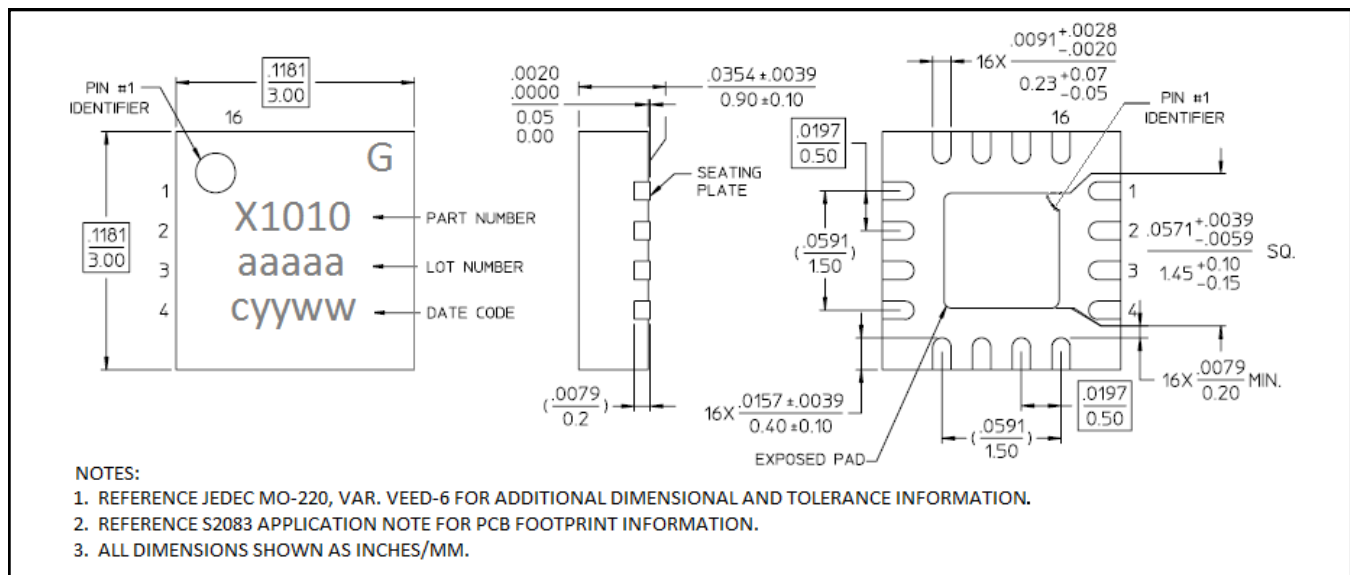 PIN #1
IDENTIFIER
.1181
3.00
16
.1181
3.00
1
2
3
4
G
X1010
aaaaa
cyyww
PART NUMBER
LOT NUMBER
DATE CODE
.0020
.0000
0.05
0.00
.0354 ±.0039
0.90 ±0.10
SEATING
PLATE
(.0079
0.2)
16X .0091 +.0028
-.0020
0.23 +0.07
-0.05
PIN #1
IDENTIFIER
16
.0197
0.50
(.0591
1.50)
1
2
3
4
.0571 +.0039
-.0059
1.45 +0.10
-0.15
SQ.
16X .0157 ±.0039
0.40 ±0.10
16X .0079
0.20 MIN.
.0197
0.50
(.0591
1.50)
EXPOSED PAD
NOTES:
1. REFERENCE JEDEC MO-220, VAR. VEED-6 FOR ADDITIONAL DIMENSIONAL AND TOLERANCE INFORMATION.
2. REFERENCE S2083 APPLICATION NOTE FOR PCB FOOTPRINT INFORMATION.
3. ALL DIMENSIONS SHOWN AS INCHES/MM.